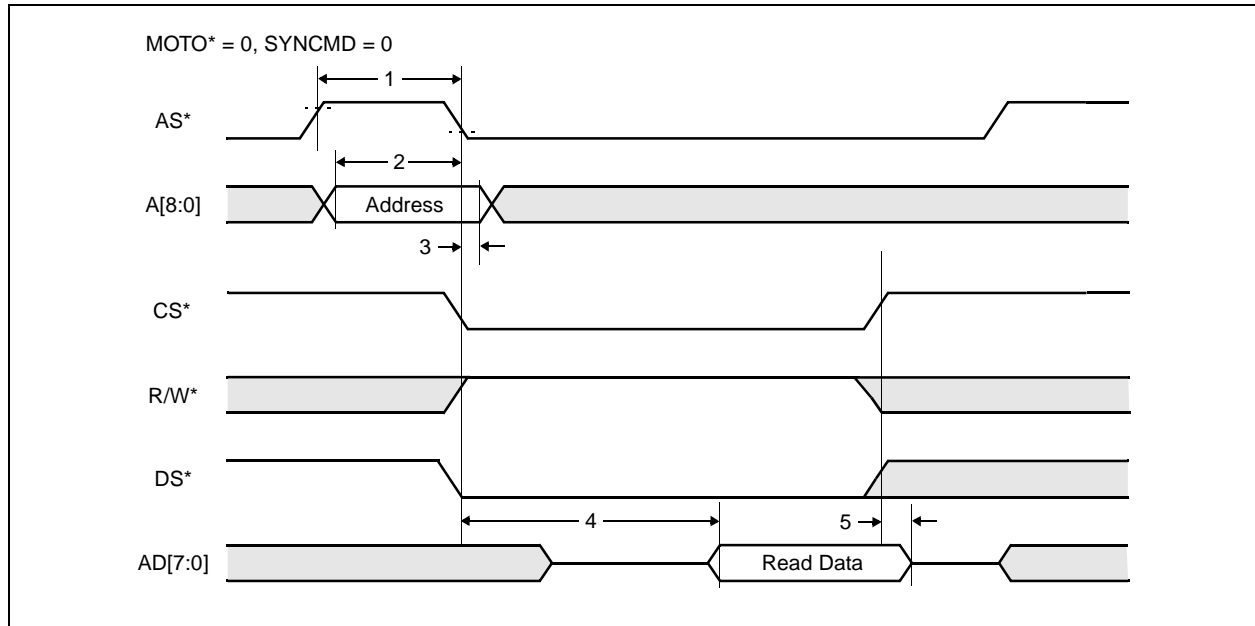 MOTO* = 0, SYNCMD = 0
1
AS*
2
A[8:0]
Address
3
CS*
R/W*
DS*
4
5
AD[7:0]
Read Data